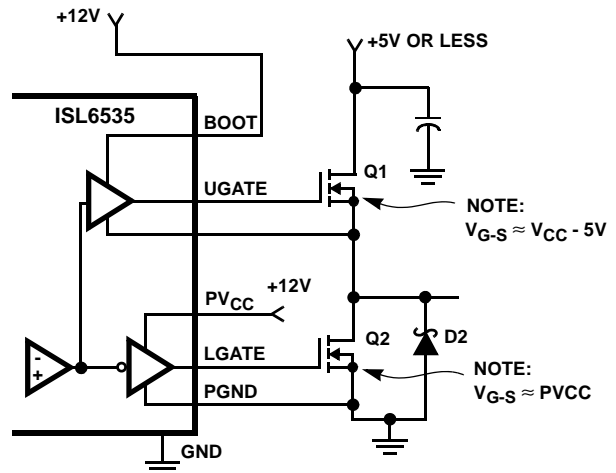 +12V
+5V OR LESS
ISL6535
BOOT
Q1
UGATE
NOTE:
VG-S ≈ VCC - 5V
+12V
PVCC
Q2
D2
LGATE
- 
+
NOTE:
VG-S ≈ PVCC
PGND
GND